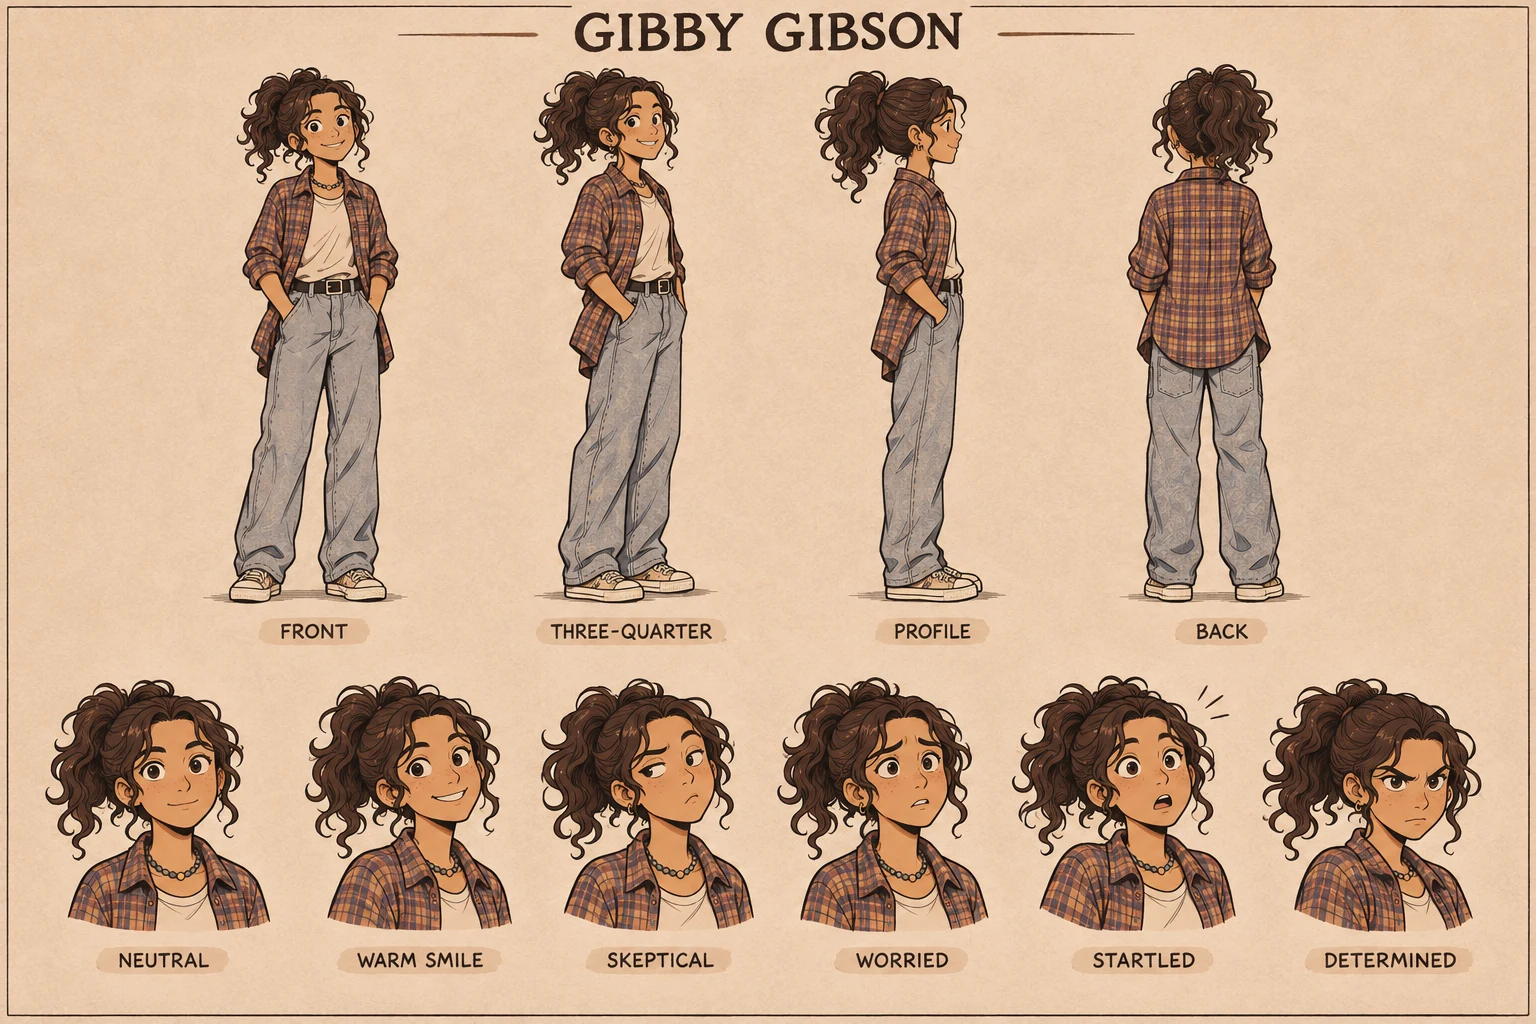 GIBBY GIBSON
FRONT
THREE-QUARTER
PROFILE
BACK
NEUTRAL
WARM SMILE
SKEPTICAL
WORRIED
STARTLED
DETERMINED